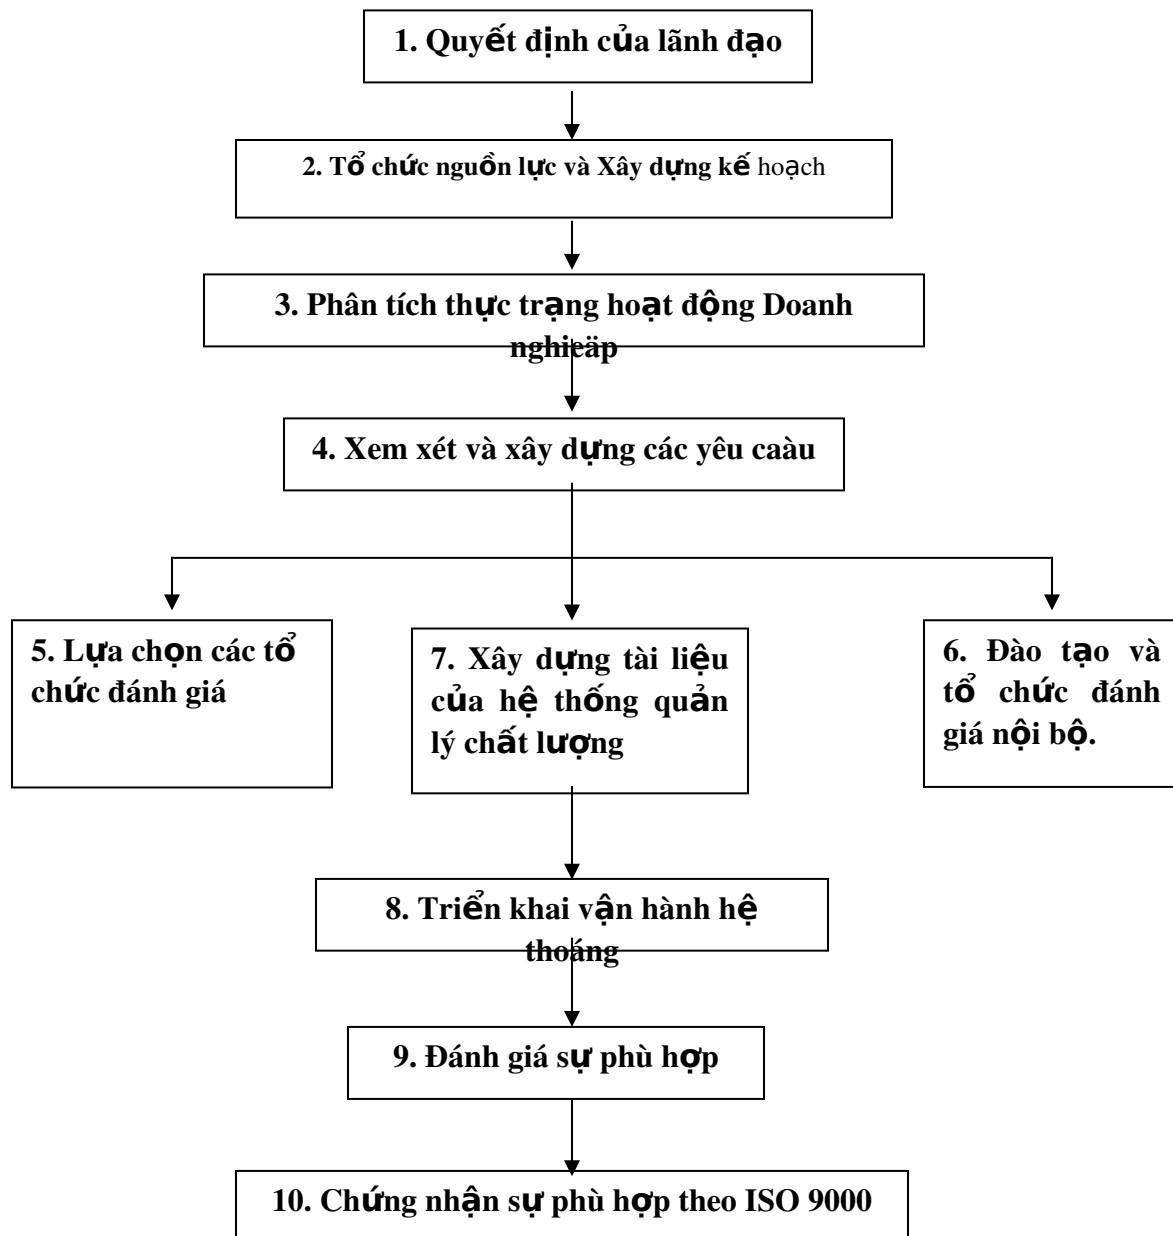 1. Quyết định của lãnh đạo
2. Tổ chức nguồn lực và Xây dựng kế hoạch
3. Phân tích thực trạng hoạt động Doanh
nghieäp
4. Xem xét và xây dựng các yêu caàu
5. Lựa chọn các tổ
chức đánh giá
7. Xây dựng tài liệu
của hệ thống quản
lý chất lượng
6. Đào tạo và
tổ chức đánh
giá nội bộ.
8. Triển khai vận hành hệ
thoáng
9. Đánh giá sự phù hợp
10. Chứng nhận sự phù hợp theo ISO 9000